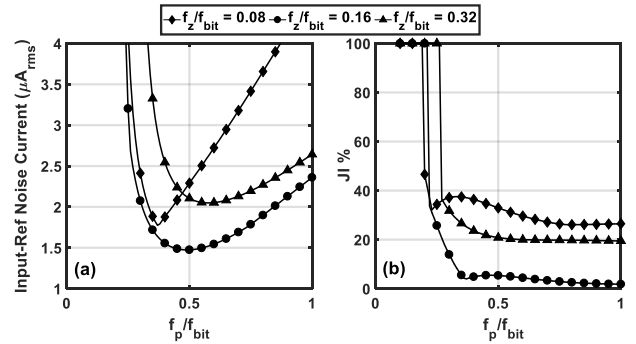 f_z/f_bit = 0.08 f_z/f_bit = 0.16 f_z/f_bit = 0.32
Input-Ref Noise Current (μA_rms)
4
3.5
3
2.5
2
1.5
1
(a)
0 0.5 1
f_p/f_bit
JI %
100
80
60
40
20
0
(b)
0 0.5 1
f_p/f_bit